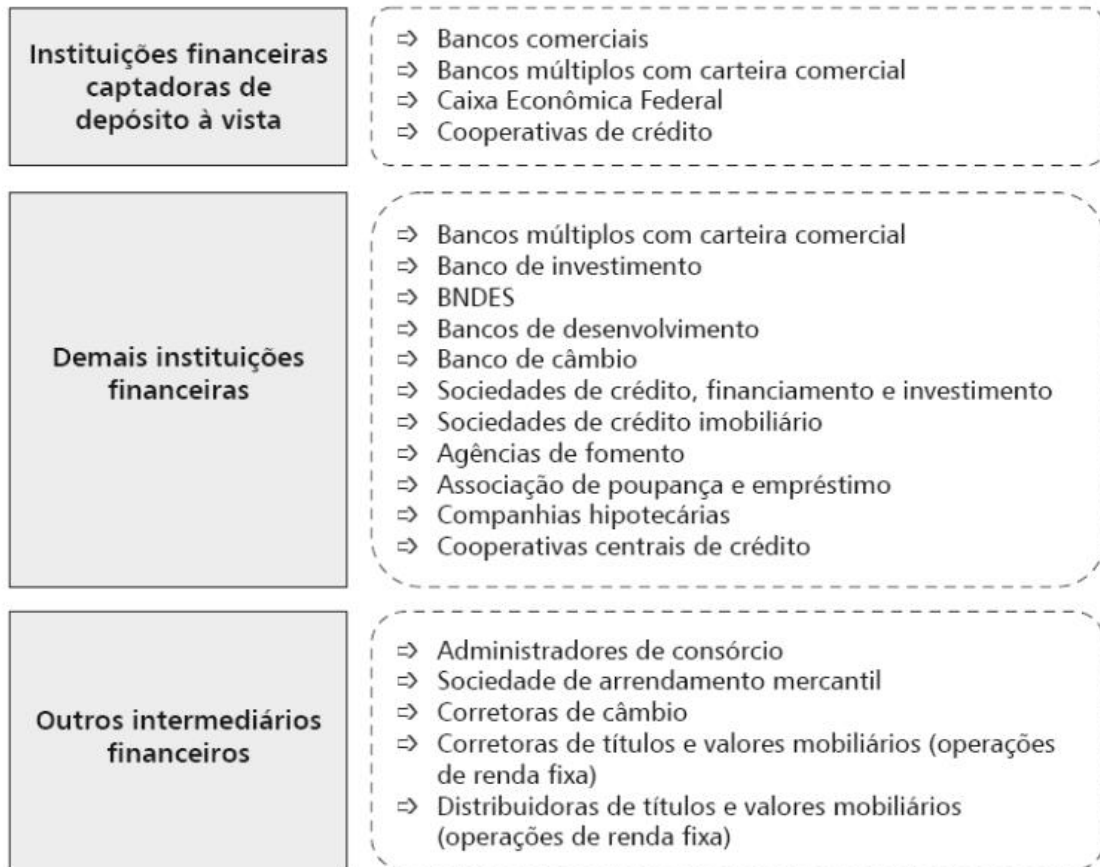 Instituições financeiras
captadoras de
depósito à vista
⇨ Bancos comerciais
⇨ Bancos múltiplos com carteira comercial
⇨ Caixa Econômica Federal
⇨ Cooperativas de crédito
Demais instituições
financeiras
⇨ Bancos múltiplos com carteira comercial
⇨ Banco de investimento
⇨ BNDES
⇨ Bancos de desenvolvimento
⇨ Banco de câmbio
⇨ Sociedades de crédito, financiamento e investimento
⇨ Sociedades de crédito imobiliário
⇨ Agências de fomento
⇨ Associação de poupança e empréstimo
⇨ Companhias hipotecárias
⇨ Cooperativas centrais de crédito
Outros intermediários
financeiros
⇨ Administradores de consórcio
⇨ Sociedade de arrendamento mercantil
⇨ Corretoras de câmbio
⇨ Corretoras de títulos e valores mobiliários (operações
de renda fixa)
⇨ Distribuidoras de títulos e valores mobiliários
(operações de renda fixa)